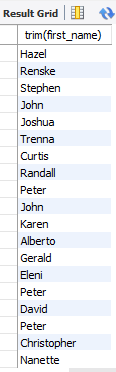 Result Grid
trim(first_name)
Hazel
Renske
Stephen
John
Joshua
Trenna
Curtis
Randall
Peter
John
Karen
Alberto
Gerald
Eleni
Peter
David
Peter
Christopher
Nanette